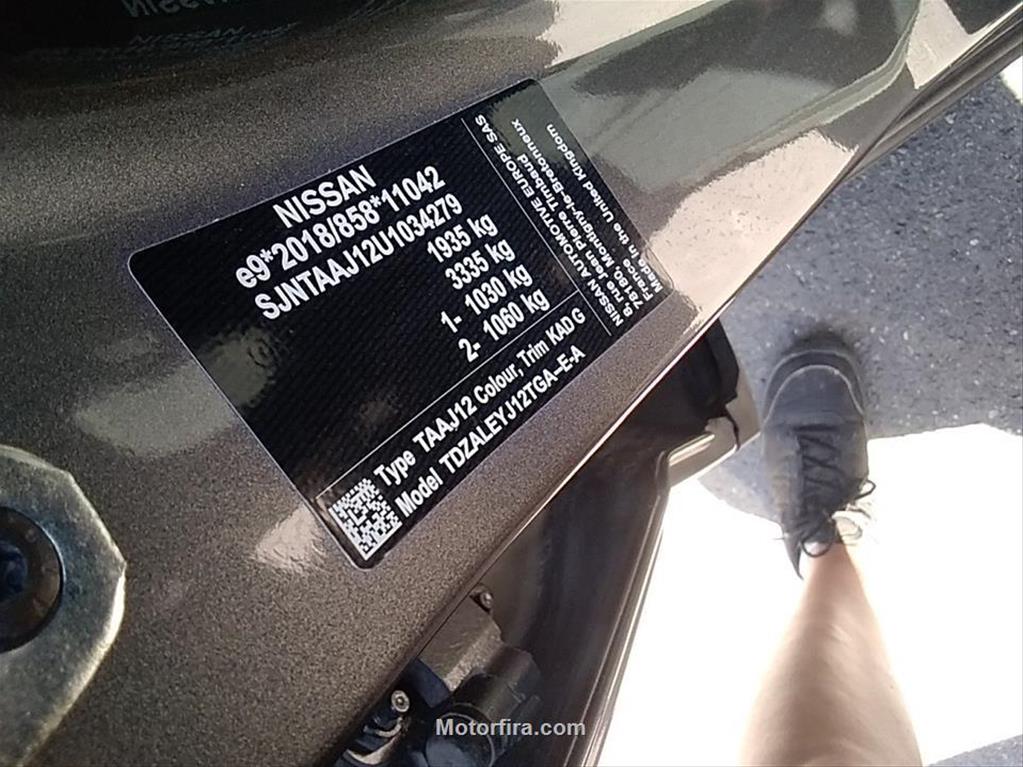 NISSAN
e9*2018/858*11042
SJNTAAJ12U1034279
1935 kg
3335 kg
1- 1030 kg
2- 1060 kg
Type TAAJ12 Colour, Trim KAD G
Model TDZALEYJ12TGA–E-A
NISSAN AUTOMOTIVE EUROPE SAS
8, rue Jean Pierre Timbaud
78180, Montigny-le-Bretonneux
France
Made in the United Kingdom
Motorfira.com